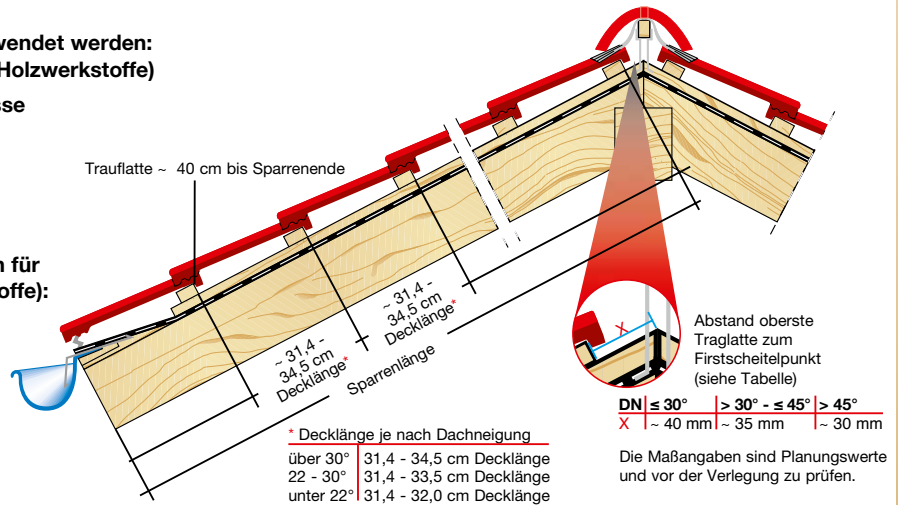 wendet werden:
Holzwerkstoffe)
sse
Trauflatte ~ 40 cm bis Sparrenende
n für
offe):
~ 31,4 -
34,5 cm
Decklänge*
~ 31,4 -
34,5 cm
Decklänge*
Sparrenlänge
X
Abstand oberste
Traglatte zum
Firstscheitelpunkt
(siehe Tabelle)
DN ≤ 30° > 30° - ≤ 45° > 45°
X ~ 40 mm ~ 35 mm ~ 30 mm
Die Maßangaben sind Planungswerte
und vor der Verlegung zu prüfen.
* Decklänge je nach Dachneigung
über 30° 31,4 - 34,5 cm Decklänge
22 - 30° 31,4 - 33,5 cm Decklänge
unter 22° 31,4 - 32,0 cm Decklänge